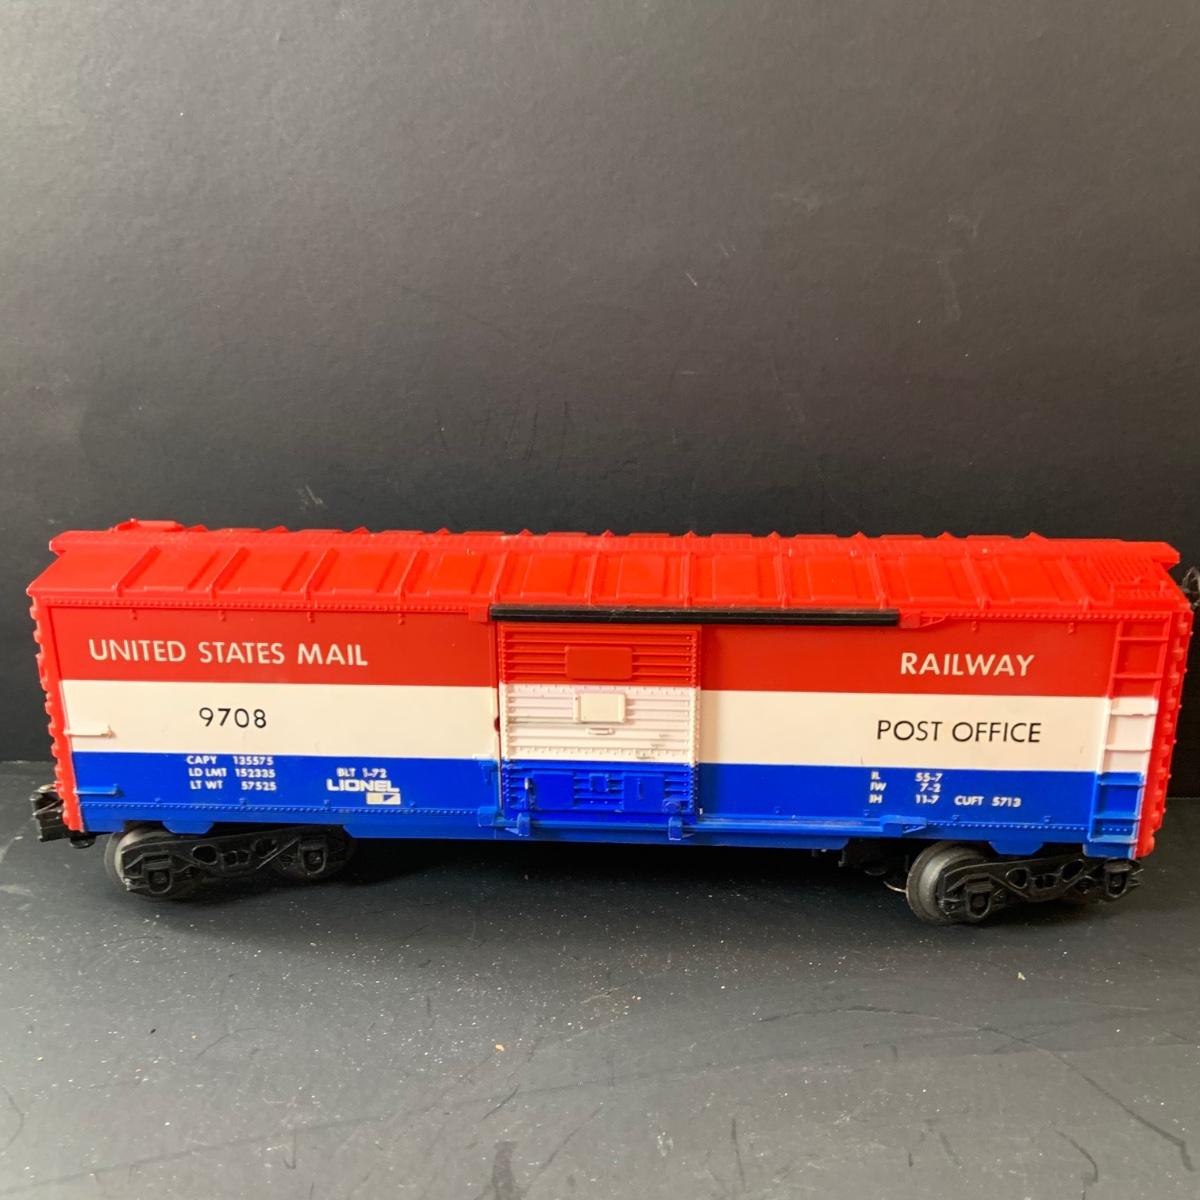 UNITED STATES MAIL
9708
CAPY 135575
LD LMT 152335
LT WT 57525
BLT 1-72
LIONEL
RAILWAY
POST OFFICE
IL 55-7
IW 7-2
IH 11-7 CUFT 5713